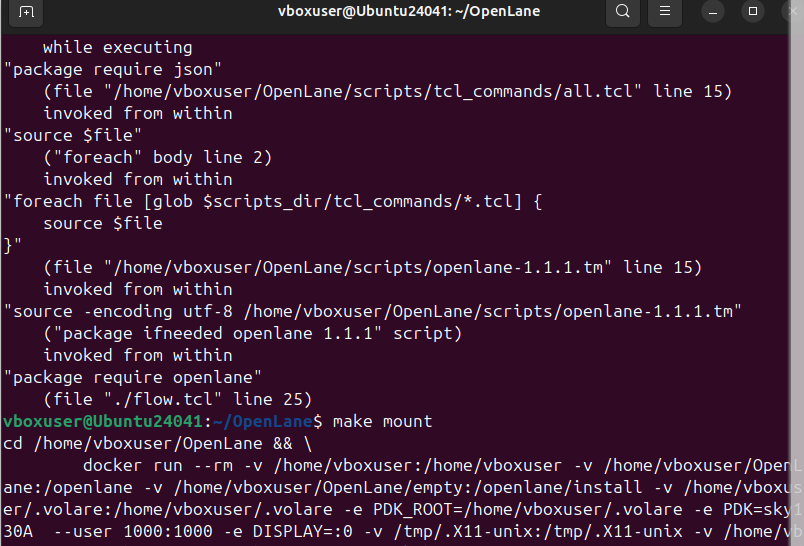 vboxuser@Ubuntu24041: ~/OpenLane
    while executing
"package require json"
    (file "/home/vboxuser/OpenLane/scripts/tcl_commands/all.tcl" line 15)
    invoked from within
"source $file"
    ("foreach" body line 2)
    invoked from within
"foreach file [glob $scripts_dir/tcl_commands/*.tcl] {
    source $file
}"
    (file "/home/vboxuser/OpenLane/scripts/openlane-1.1.1.tm" line 15)
    invoked from within
"source -encoding utf-8 /home/vboxuser/OpenLane/scripts/openlane-1.1.1.tm"
    ("package ifneeded openlane 1.1.1" script)
    invoked from within
"package require openlane"
    (file "./flow.tcl" line 25)
vboxuser@Ubuntu24041:~/OpenLane$ make mount
cd /home/vboxuser/OpenLane && \
        docker run --rm -v /home/vboxuser:/home/vboxuser -v /home/vboxuser/OpenL
ane:/openlane -v /home/vboxuser/OpenLane/empty:/openlane/install -v /home/vboxus
er/.volare:/home/vboxuser/.volare -e PDK_ROOT=/home/vboxuser/.volare -e PDK=sky1
30A  --user 1000:1000 -e DISPLAY=:0 -v /tmp/.X11-unix:/tmp/.X11-unix -v /home/vb